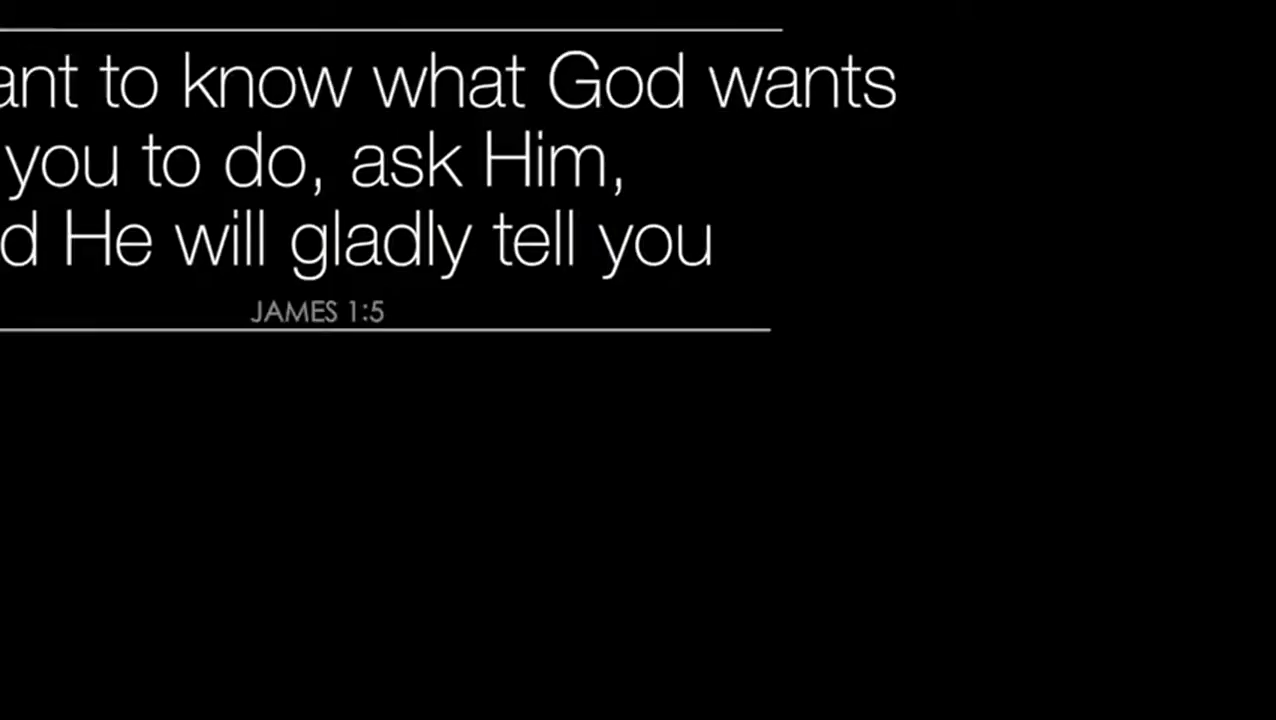 ant to know what God wants
you to do, ask Him,
d He will gladly tell you
JAMES 1:5